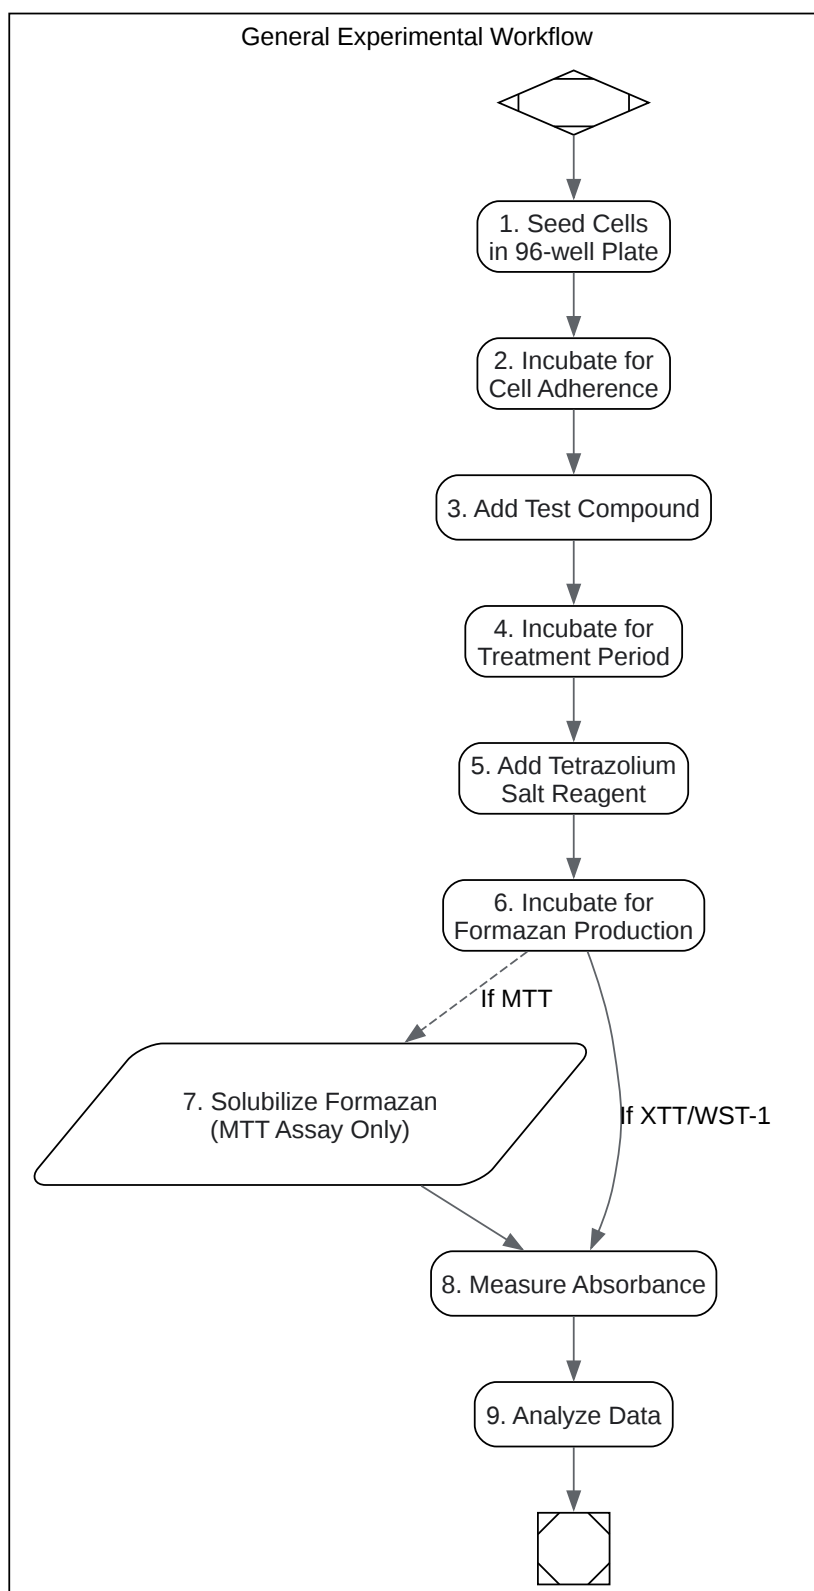 General Experimental Workflow
1. Seed Cells
in 96-well Plate
2. Incubate for
Cell Adherence
3. Add Test Compound
4. Incubate for
Treatment Period
5. Add Tetrazolium
Salt Reagent
6. Incubate for
Formazan Production
If MTT
7. Solubilize Formazan
(MTT Assay Only)
If XTT/WST-1
8. Measure Absorbance
9. Analyze Data